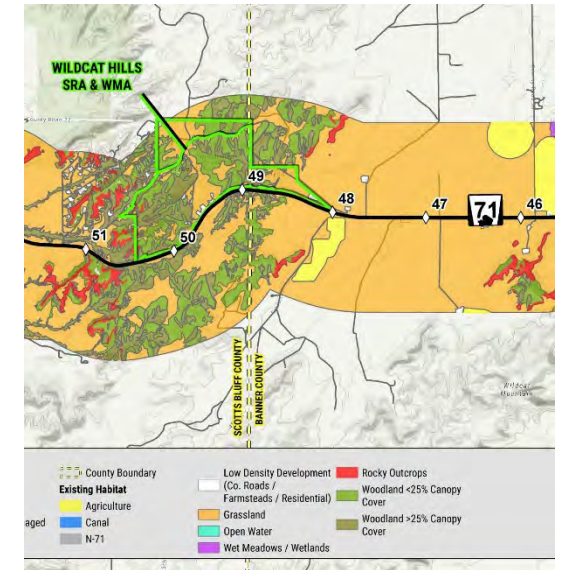 WILDCAT HILLS
SRA & WMA
49
48
71
47
46
51
50
SCOTTS BLUFF COUNTY
BANNER COUNTY
Wildcat
Mountains
County Boundary
Existing Habitat
Agriculture
Canal
N-71
aged
Low Density Development
(Co. Roads /
Farmsteads / Residential)
Grassland
Open Water
Wet Meadows / Wetlands
Rocky Outcrops
Woodland <25% Canopy
Cover
Woodland >25% Canopy
Cover